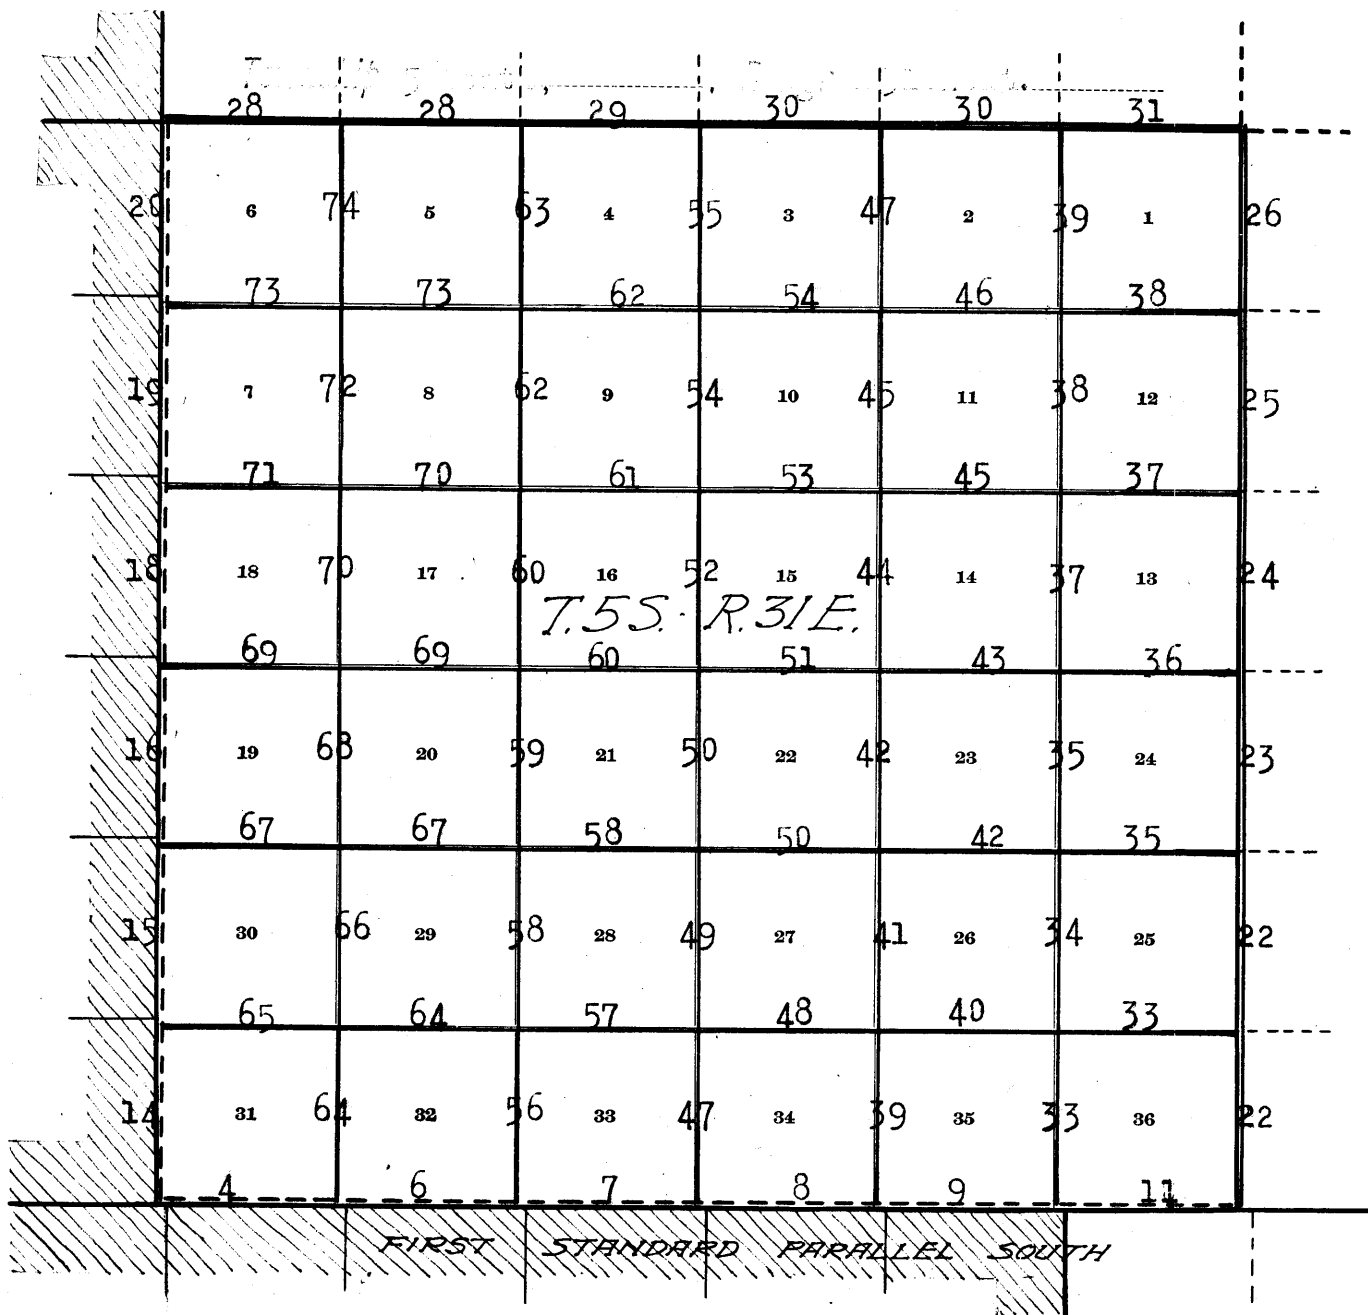 28 28 29 30 30 31
20 6 74 5 63 4 55 3 47 2 39 1 26
73 73 62 54 46 38
19 7 72 8 62 9 54 10 45 11 38 12 25
71 70 61 53 45 37
18 18 70 17 60 16 52 15 44 14 37 13 24
T.5S. R.31E.
69 69 60 51 43 36
16 19 68 20 59 21 50 22 42 23 35 24 23
67 67 58 50 42 35
15 30 66 29 58 28 49 27 41 26 34 25 22
65 64 57 48 40 33
14 31 64 32 56 33 47 34 39 35 33 36 22
4 6 7 8 9 11
FIRST STANDARD PARALLEL SOUTH